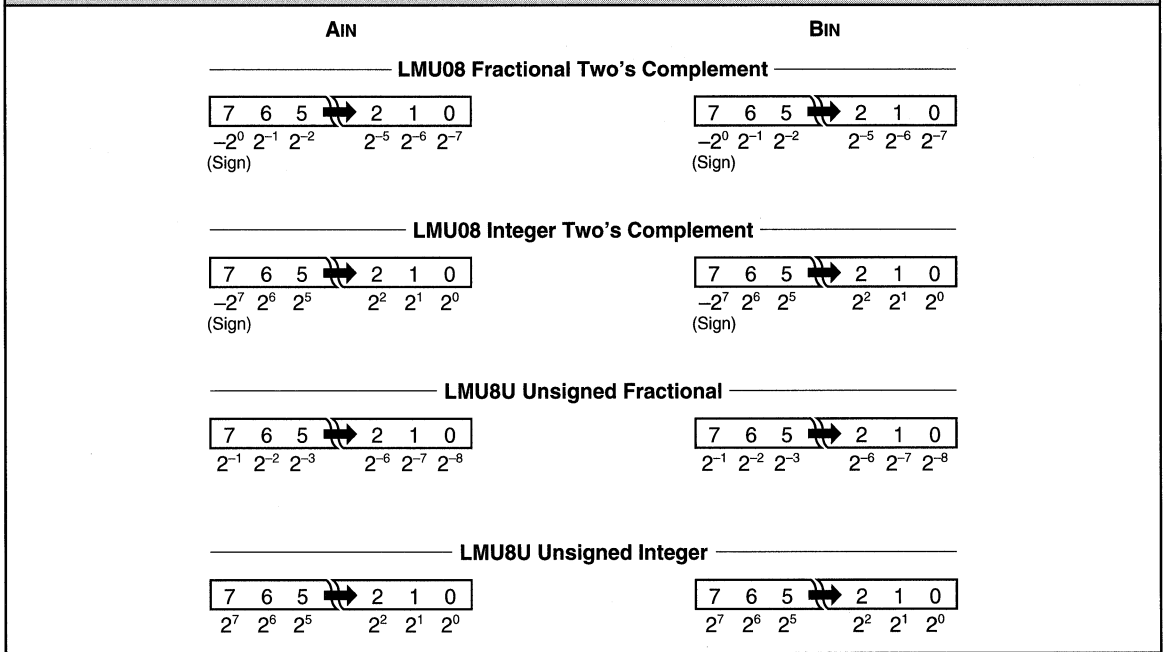 AIN BIN
LMU08 Fractional Two's Complement
7 6 5 2 1 0 7 6 5 2 1 0
–2⁰ 2⁻¹ 2⁻² 2⁻⁵ 2⁻⁶ 2⁻⁷ –2⁰ 2⁻¹ 2⁻² 2⁻⁵ 2⁻⁶ 2⁻⁷
(Sign) (Sign)
LMU08 Integer Two's Complement
7 6 5 2 1 0 7 6 5 2 1 0
–2⁷ 2⁶ 2⁵ 2² 2¹ 2⁰ –2⁷ 2⁶ 2⁵ 2² 2¹ 2⁰
(Sign) (Sign)
LMU8U Unsigned Fractional
7 6 5 2 1 0 7 6 5 2 1 0
2⁻¹ 2⁻² 2⁻³ 2⁻⁶ 2⁻⁷ 2⁻⁸ 2⁻¹ 2⁻² 2⁻³ 2⁻⁶ 2⁻⁷ 2⁻⁸
LMU8U Unsigned Integer
7 6 5 2 1 0 7 6 5 2 1 0
2⁷ 2⁶ 2⁵ 2² 2¹ 2⁰ 2⁷ 2⁶ 2⁵ 2² 2¹ 2⁰